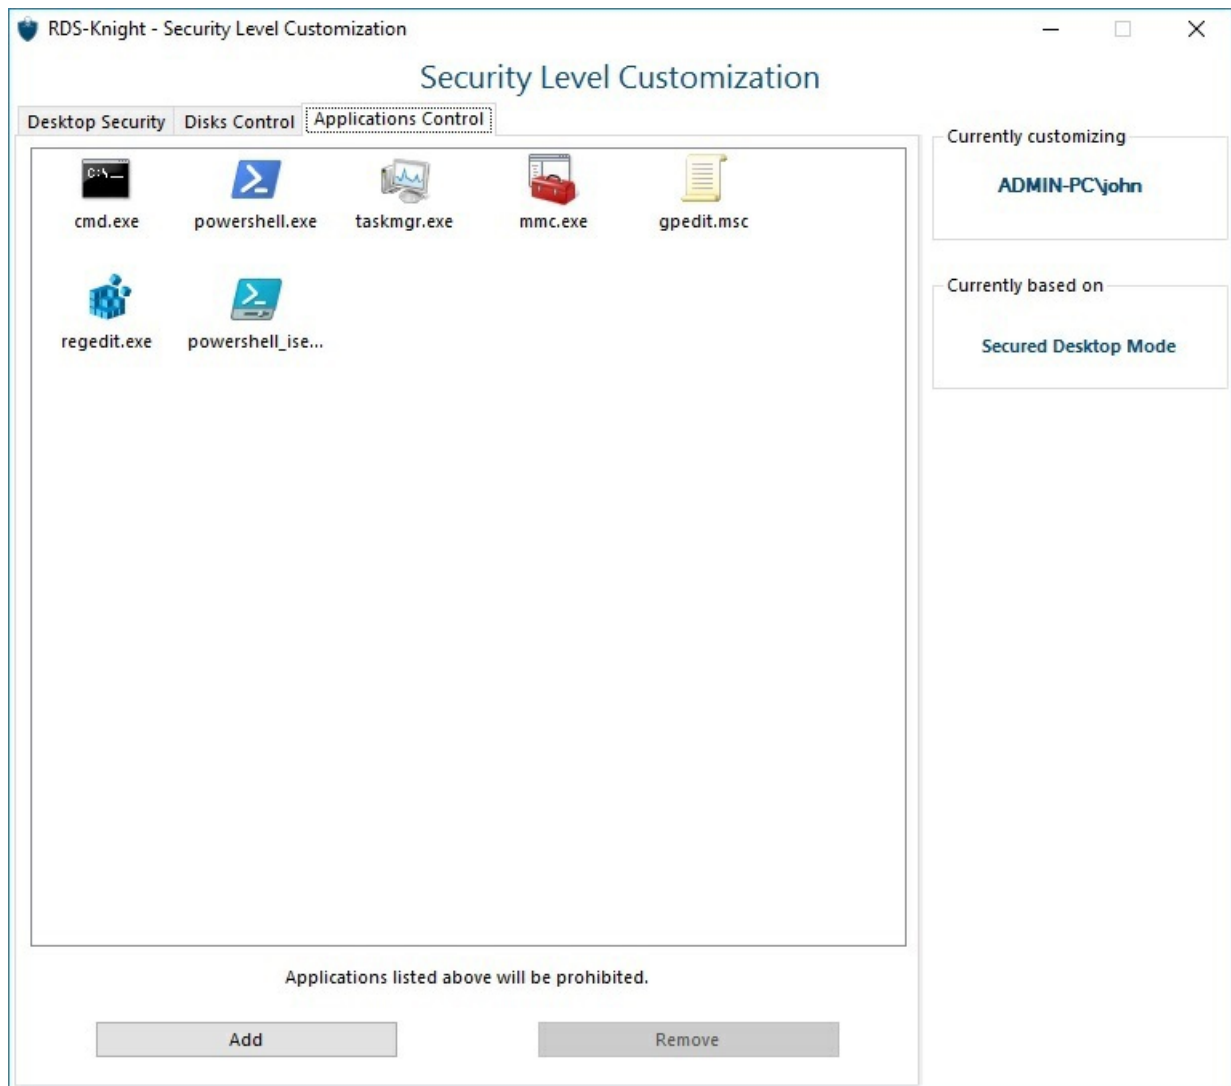 RDS-Knight - Security Level Customization
Security Level Customization
Desktop Security Disks Control Applications Control
C:\_
cmd.exe powershell.exe taskmgr.exe mmc.exe gpedit.msc
regedit.exe powershell_ise...
Applications listed above will be prohibited.
Add Remove
Currently customizing
ADMIN-PC\john
Currently based on
Secured Desktop Mode